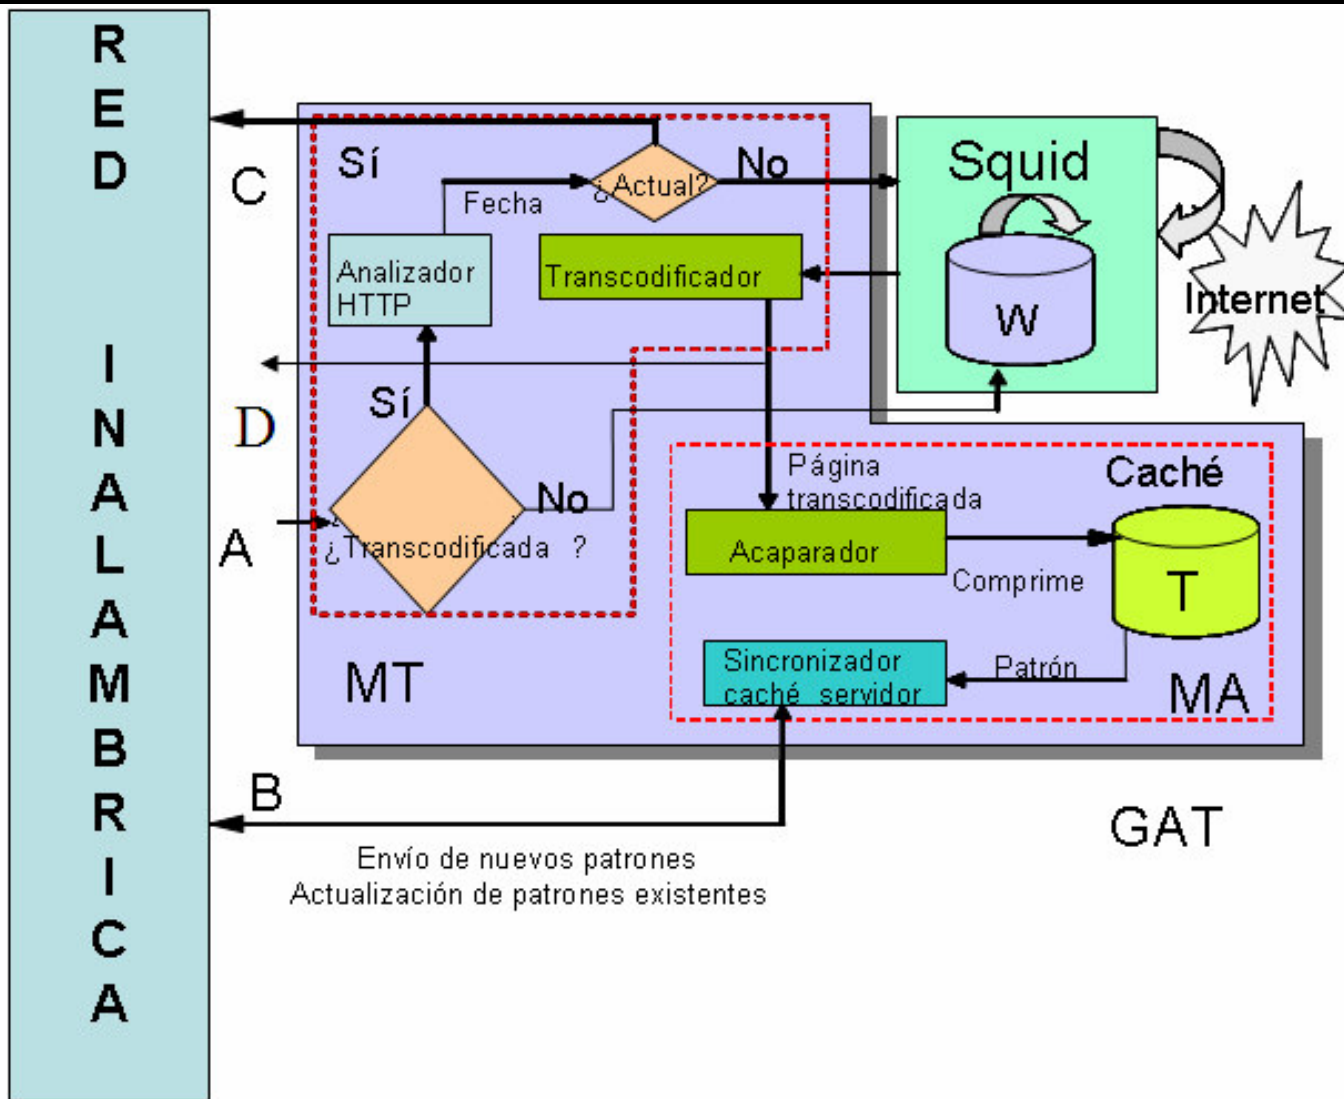 RED INALAMBRICA
C
Sí
¿Actual?
No
Fecha
Squid
Analizador
HTTP
Transcodificador
W
Internet
D
Sí
A
¿Transcodificada ?
No
Página
transcodificada
Caché
Acaparador
Comprime
T
MT
Sincronizador
caché servidor
Patrón
MA
B
GAT
Envío de nuevos patrones
Actualización de patrones existentes